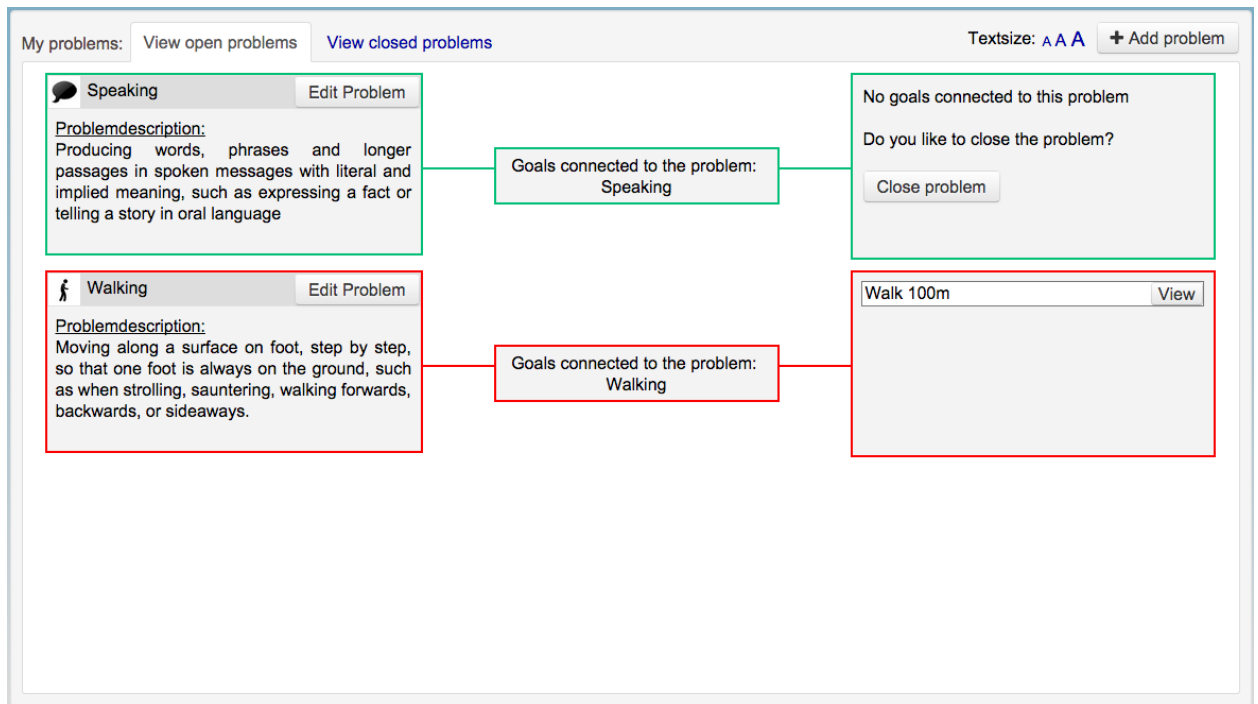 My problems: View open problems View closed problems Textsize: A A A + Add problem
Speaking Edit Problem
Problemdescription:
Producing words, phrases and longer
passages in spoken messages with literal and
implied meaning, such as expressing a fact or
telling a story in oral language
Goals connected to the problem:
Speaking
No goals connected to this problem
Do you like to close the problem?
Close problem
Walking Edit Problem
Problemdescription:
Moving along a surface on foot, step by step,
so that one foot is always on the ground, such
as when strolling, sauntering, walking forwards,
backwards, or sideaways.
Goals connected to the problem:
Walking
Walk 100m View